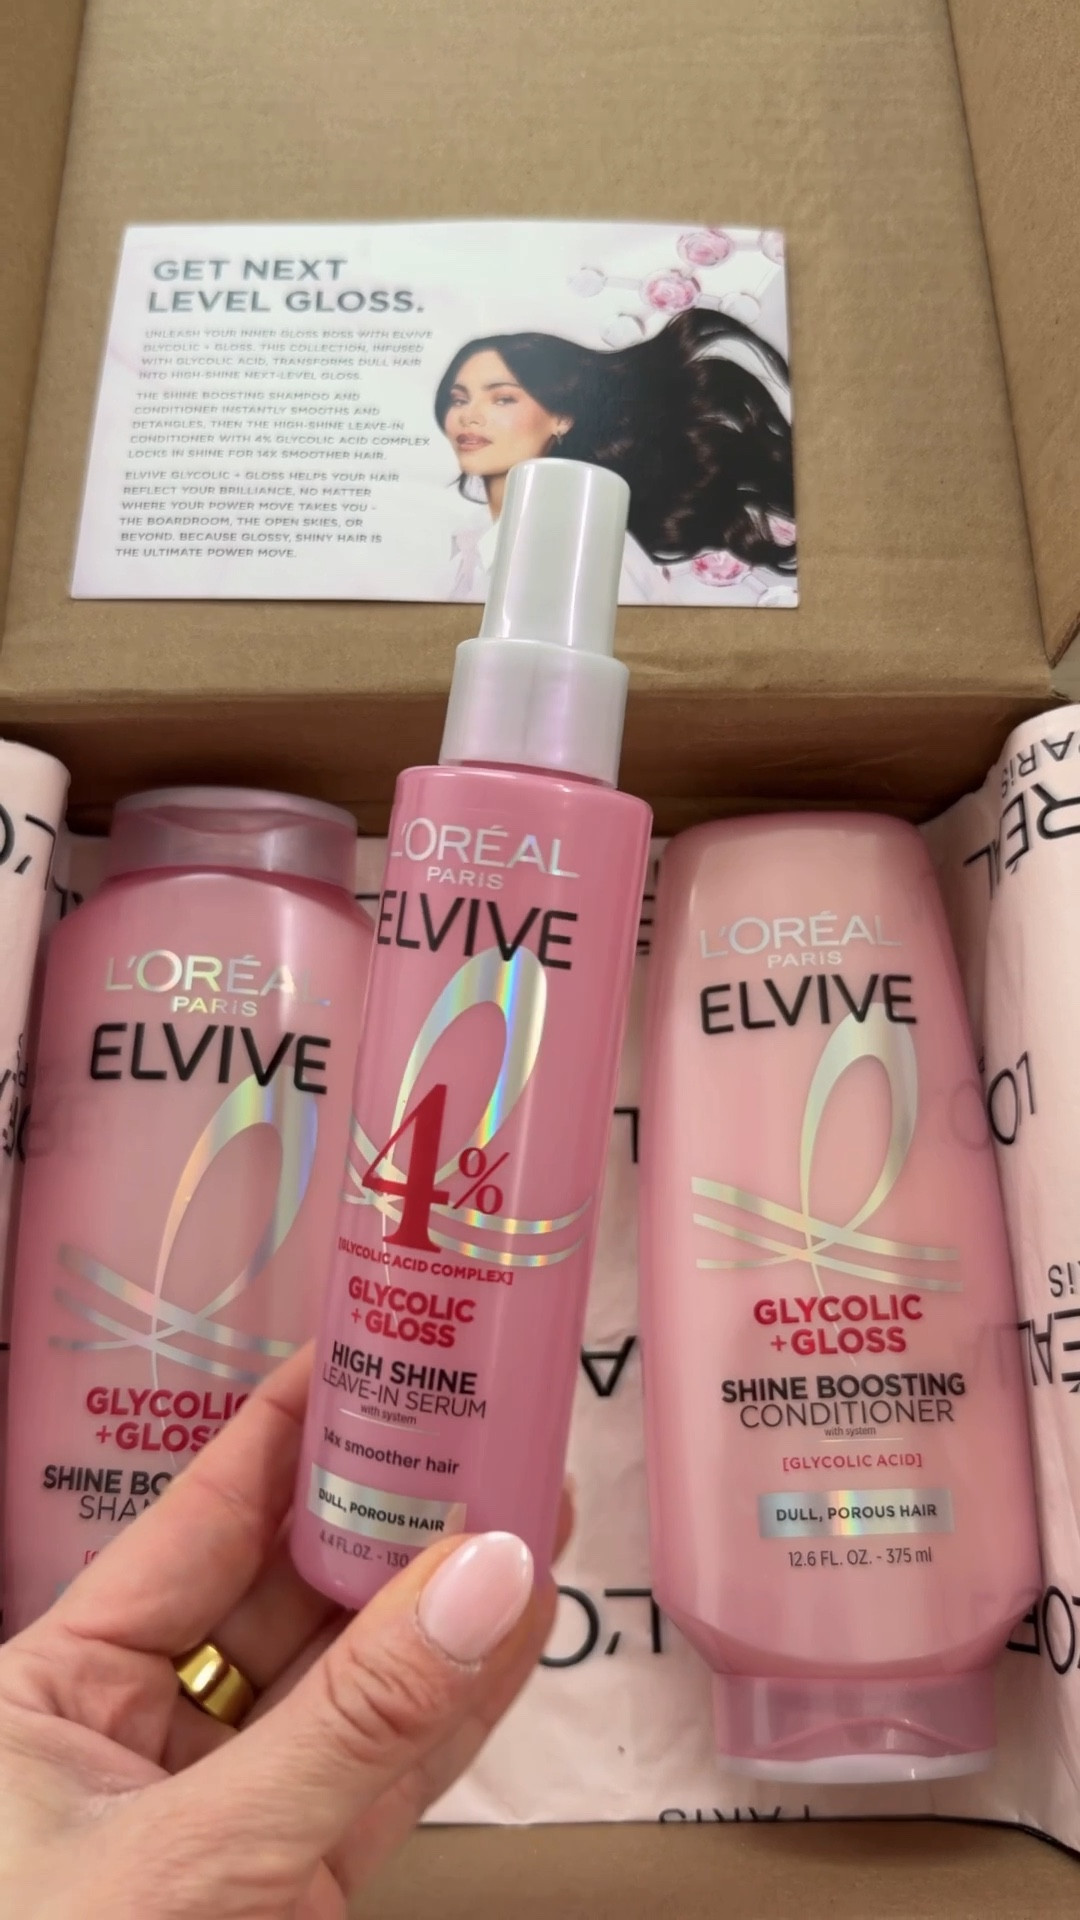 GET NEXT
LEVEL GLOSS.
UNLEASH YOUR INNER GLOSS BOSS WITH ELVIVE
GLYCOLIC + GLOSS. THIS COLLECTION, INFUSED
WITH GLYCOLIC ACID, TRANSFORMS DULL HAIR
INTO HIGH-SHINE NEXT-LEVEL GLOSS.
THE SHINE BOOSTING SHAMPOO AND
CONDITIONER INSTANTLY SMOOTHS AND
DETANGLES, THEN THE HIGH-SHINE LEAVE-IN
CONDITIONER WITH 4% GLYCOLIC ACID COMPLEX
LOCKS IN SHINE FOR 14X SMOOTHER HAIR.
ELVIVE GLYCOLIC + GLOSS HELPS YOUR HAIR
REFLECT YOUR BRILLIANCE, NO MATTER
WHERE YOUR POWER MOVE TAKES YOU -
THE BOARDROOM, THE OPEN SKIES, OR
BEYOND. BECAUSE GLOSSY, SHINY HAIR IS
THE ULTIMATE POWER MOVE.
L'ORÉAL
PARIS
ELVIVE
GLYCOLIC
+GLOS
SHINE BO
SHA
L'ORÉAL
PARIS
ELVIVE
4%
[GLYCOLIC ACID COMPLEX]
GLYCOLIC
+GLOSS
HIGH SHINE
LEAVE-IN SERUM
with system
14x smoother hair
DULL, POROUS HAIR
4.4 FL.OZ. - 130
L'ORÉAL
PARIS
ELVIVE
GLYCOLIC
+GLOSS
SHINE BOOSTING
CONDITIONER
with system
[GLYCOLIC ACID]
DULL, POROUS HAIR
12.6 FL. OZ. - 375 ml
PARIS